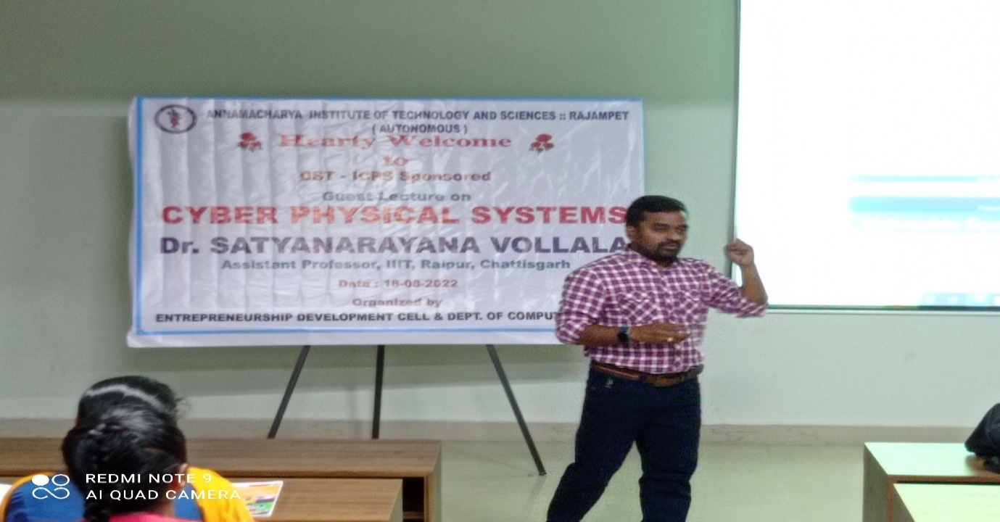 ANNAMACHARYA INSTITUTE OF TECHNOLOGY AND SCIENCES :: RAJAMPET
( AUTONOMOUS )
Hearty Welcome
to
DST - ICPS Sponsored
Guest Lecture on
CYBER PHYSICAL SYSTEMS
Dr. SATYANARAYANA VOLLALA
Assistant Professor, IIIT, Raipur, Chattisgarh
Date : 18-08-2022
Organized by
ENTREPRENEURSHIP DEVELOPMENT CELL & DEPT. OF COMPUT
REDMI NOTE 9
AI QUAD CAMERA